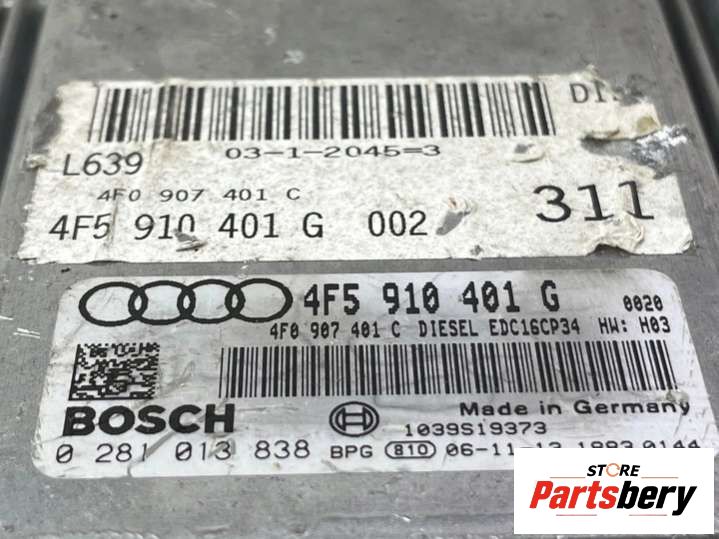 03-1-2045=3
L639
4F0 907 401 C
4F5 910 401 G 002
311
4F5 910 401 G 0020
4F0 907 401 C DIESEL EDC16CP34 HW: H03
BOSCH
Made in Germany
1039S19373
0 281 013 838 BPG 810 06-11-13
STORE
Partsbery